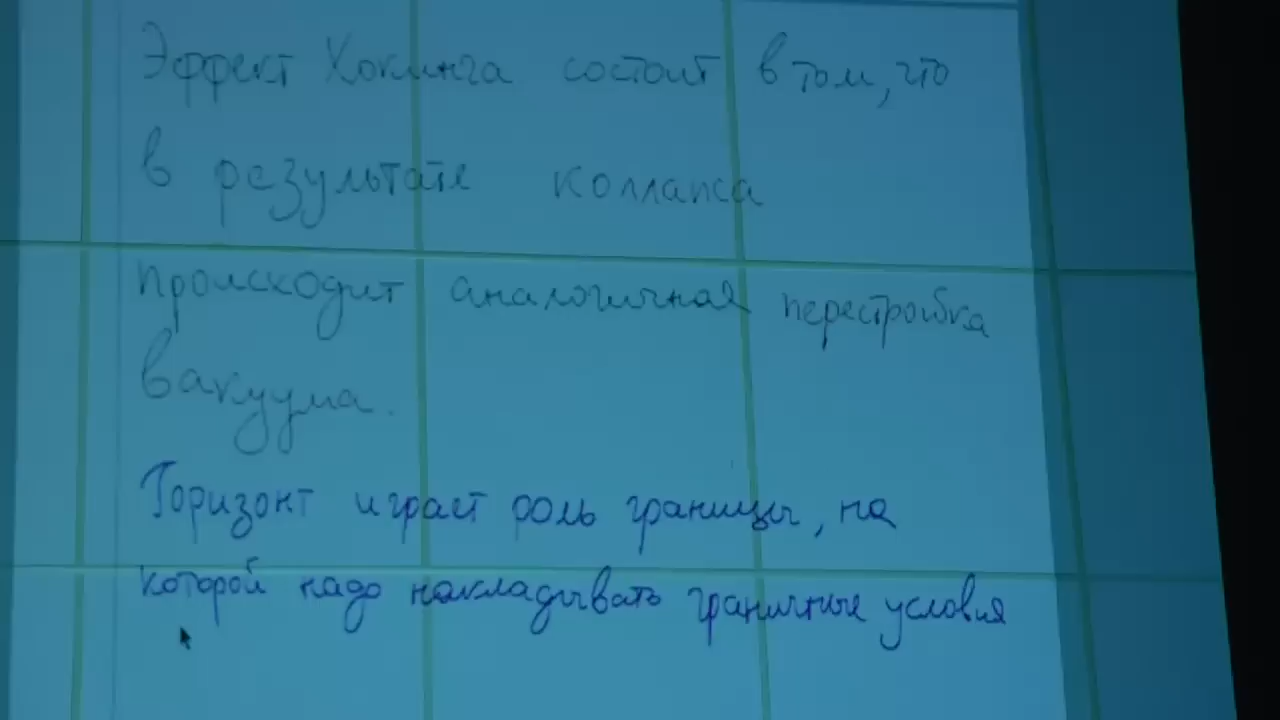 Эффект Хокинга состоит в том, что
в результате коллапса
происходит аналогичная перестройка
вакуума.
Горизонт играет роль границы, на
которой надо накладывать граничные условия